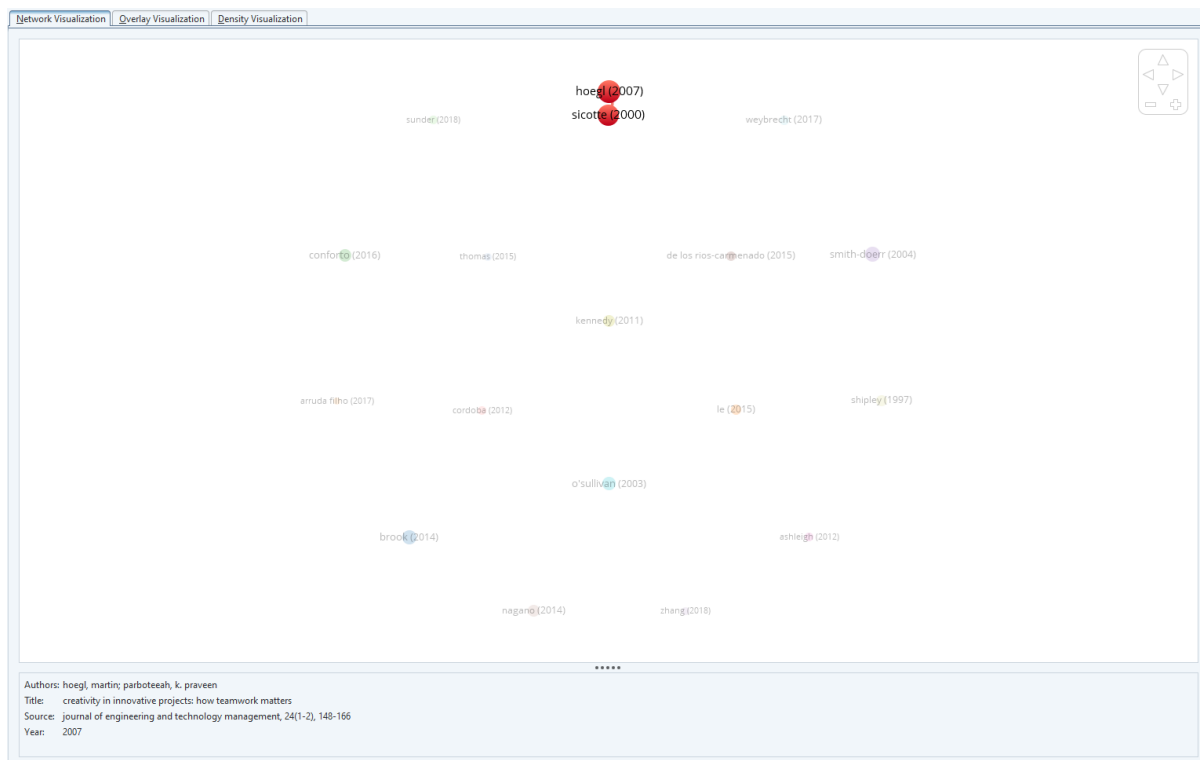 Network Visualization Overlay Visualization Density Visualization
hoegl (2007)
sicotte (2000)
sunder (2018) weybrecht (2017)
conforto (2016) thomas (2015) de los rios-carmenado (2015) smith-doerr (2004)
kennedy (2011)
arruda filho (2017) cordoba (2012) le (2015) shipley (1997)
o'sullivan (2003)
brook (2014) ashleigh (2012)
nagano (2014) zhang (2018)
Authors: hoegl, martin; parboteeah, k. praveen
Title: creativity in innovative projects: how teamwork matters
Source: journal of engineering and technology management, 24(1-2), 148-166
Year: 2007